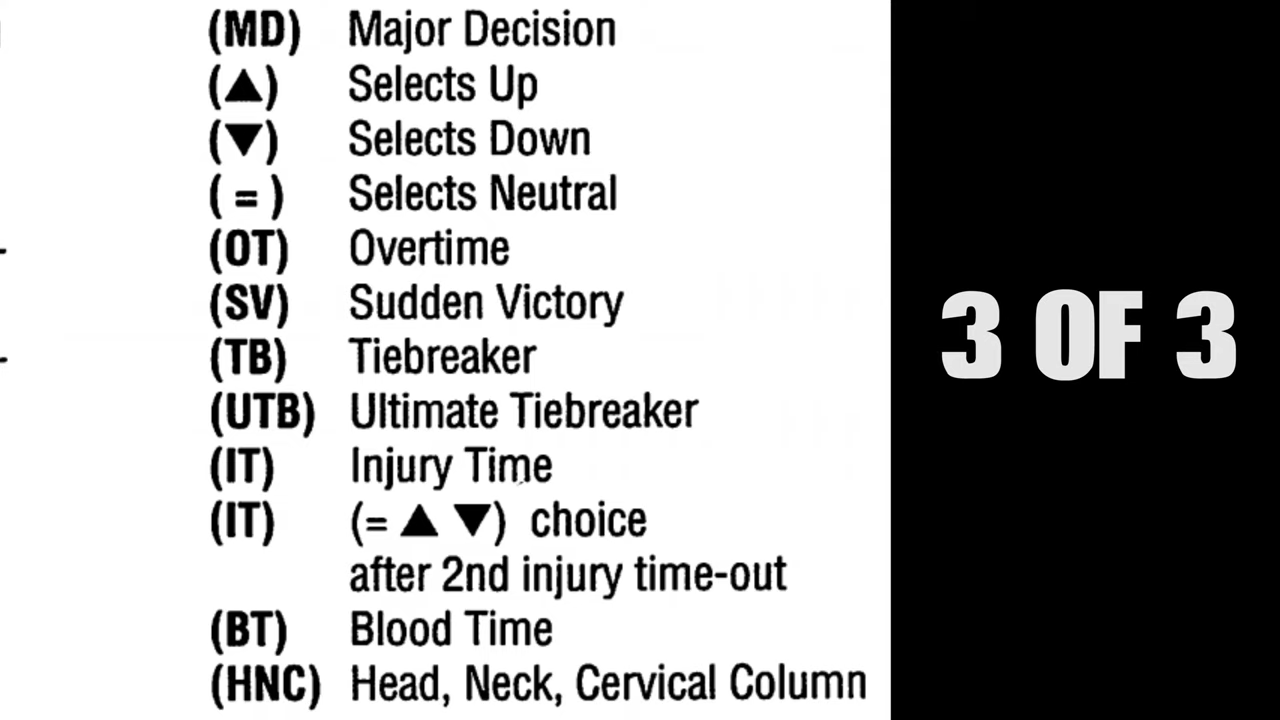 (MD) Major Decision
(▲) Selects Up
(▼) Selects Down
( = ) Selects Neutral
(OT) Overtime
(SV) Sudden Victory
(TB) Tiebreaker
(UTB) Ultimate Tiebreaker
(IT) Injury Time
(IT) (= ▲ ▼) choice
after 2nd injury time-out
(BT) Blood Time
(HNC) Head, Neck, Cervical Column
3 OF 3